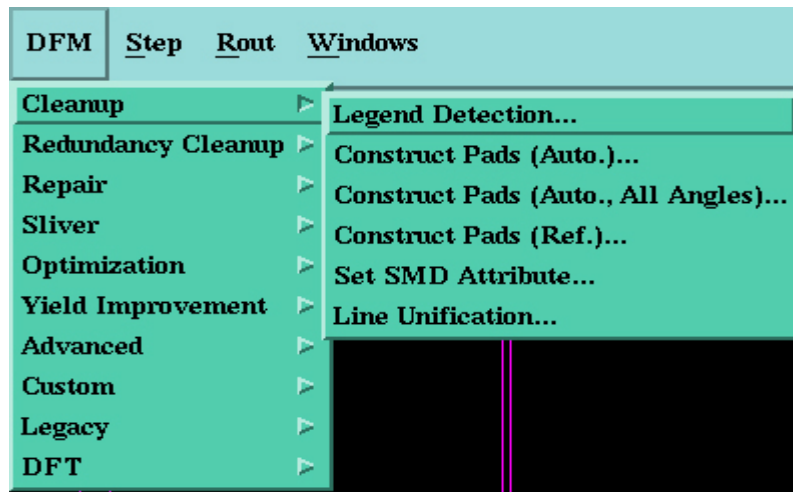 DFM Step Rout Windows
Cleanup
Redundancy Cleanup
Repair
Sliver
Optimization
Yield Improvement
Advanced
Custom
Legacy
DFT
Legend Detection...
Construct Pads (Auto.)...
Construct Pads (Auto., All Angles)...
Construct Pads (Ref.)...
Set SMD Attribute...
Line Unification...